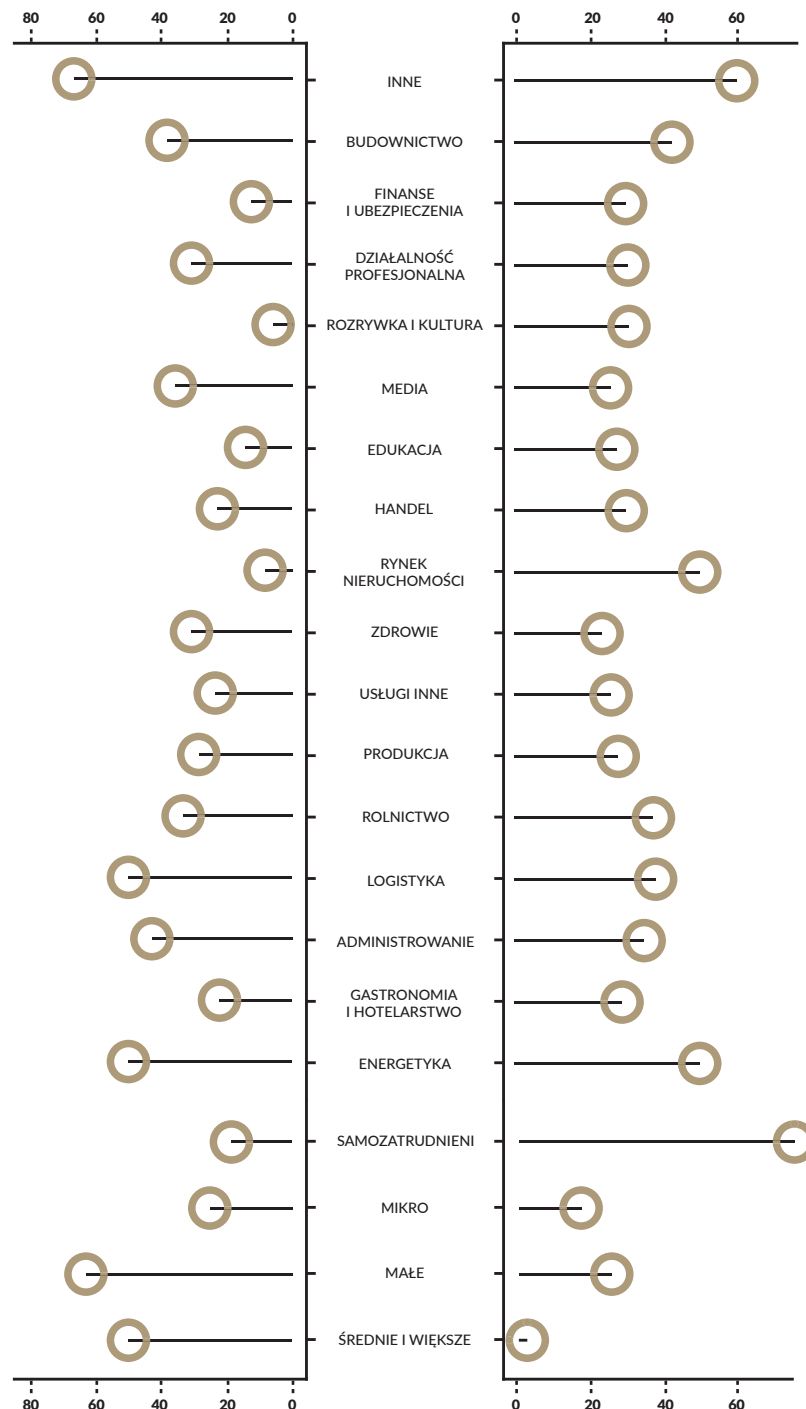 80 60 40 20 0 0 20 40 60
INNE
BUDOWNICTWO
FINANSE
I UBEZPIECZENIA
DZIAŁALNOŚĆ
PROFESJONALNA
ROZRYWKA I KULTURA
MEDIA
EDUKACJA
HANDEL
RYNEK
NIERUCHOMOŚCI
ZDROWIE
USŁUGI INNE
PRODUKCJA
ROLNICTWO
LOGISTYKA
ADMINISTROWANIE
GASTRONOMIA
I HOTELARSTWO
ENERGETYKA
SAMOZATRUDNIENI
MIKRO
MAŁE
ŚREDNIE I WIĘKSZE
80 60 40 20 0 0 20 40 60